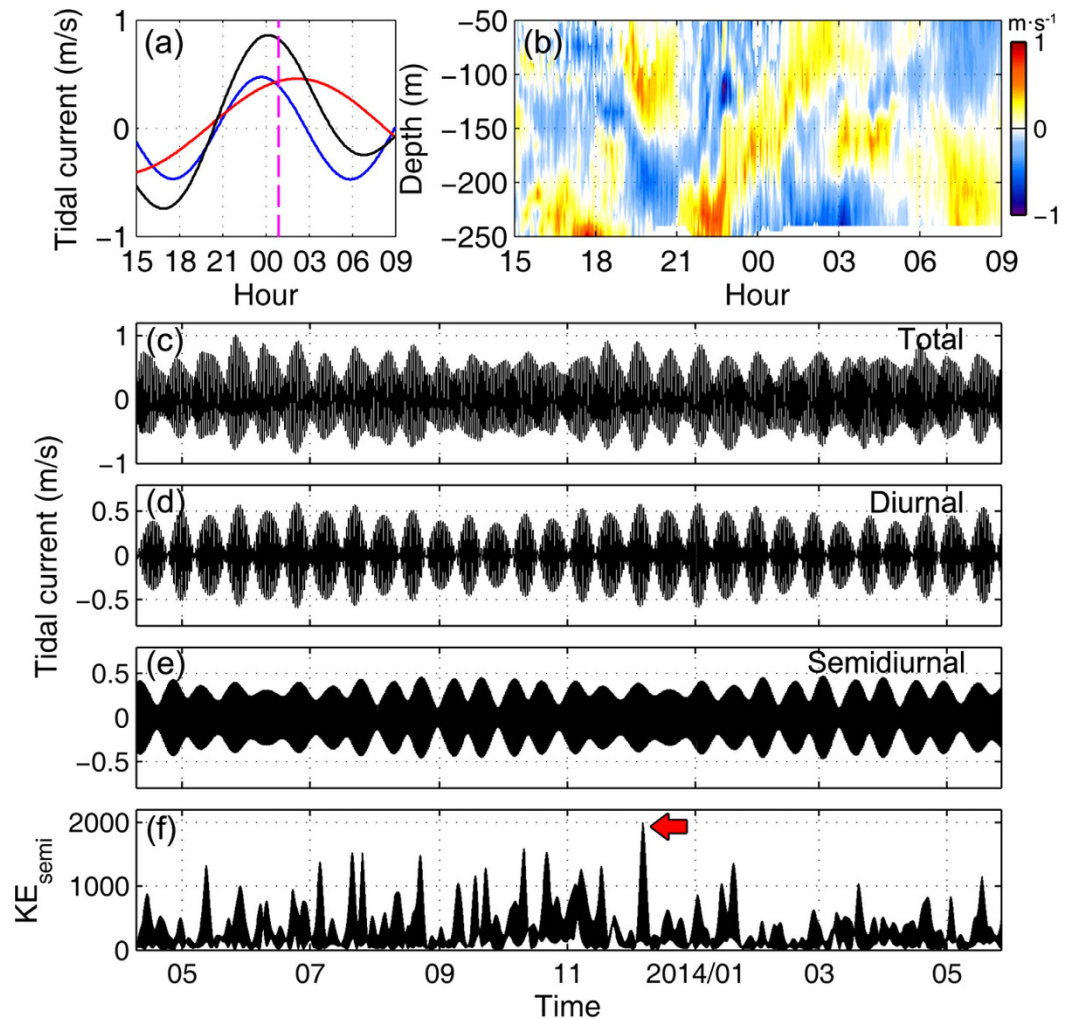 (a)
Tidal current (m/s)
1
0
−1
15 18 21 00 03 06 09
Hour
(b)
Depth (m)
−50
−100
−150
−200
−250
15 18 21 00 03 06 09
Hour
m·s⁻¹
1
0
−1
(c)
Total
1
0
−1
Tidal current (m/s)
(d)
Diurnal
0.5
0
−0.5
(e)
Semidiurnal
0.5
0
−0.5
(f)
KEsemi
2000
1000
0
05 07 09 11 2014/01 03 05
Time